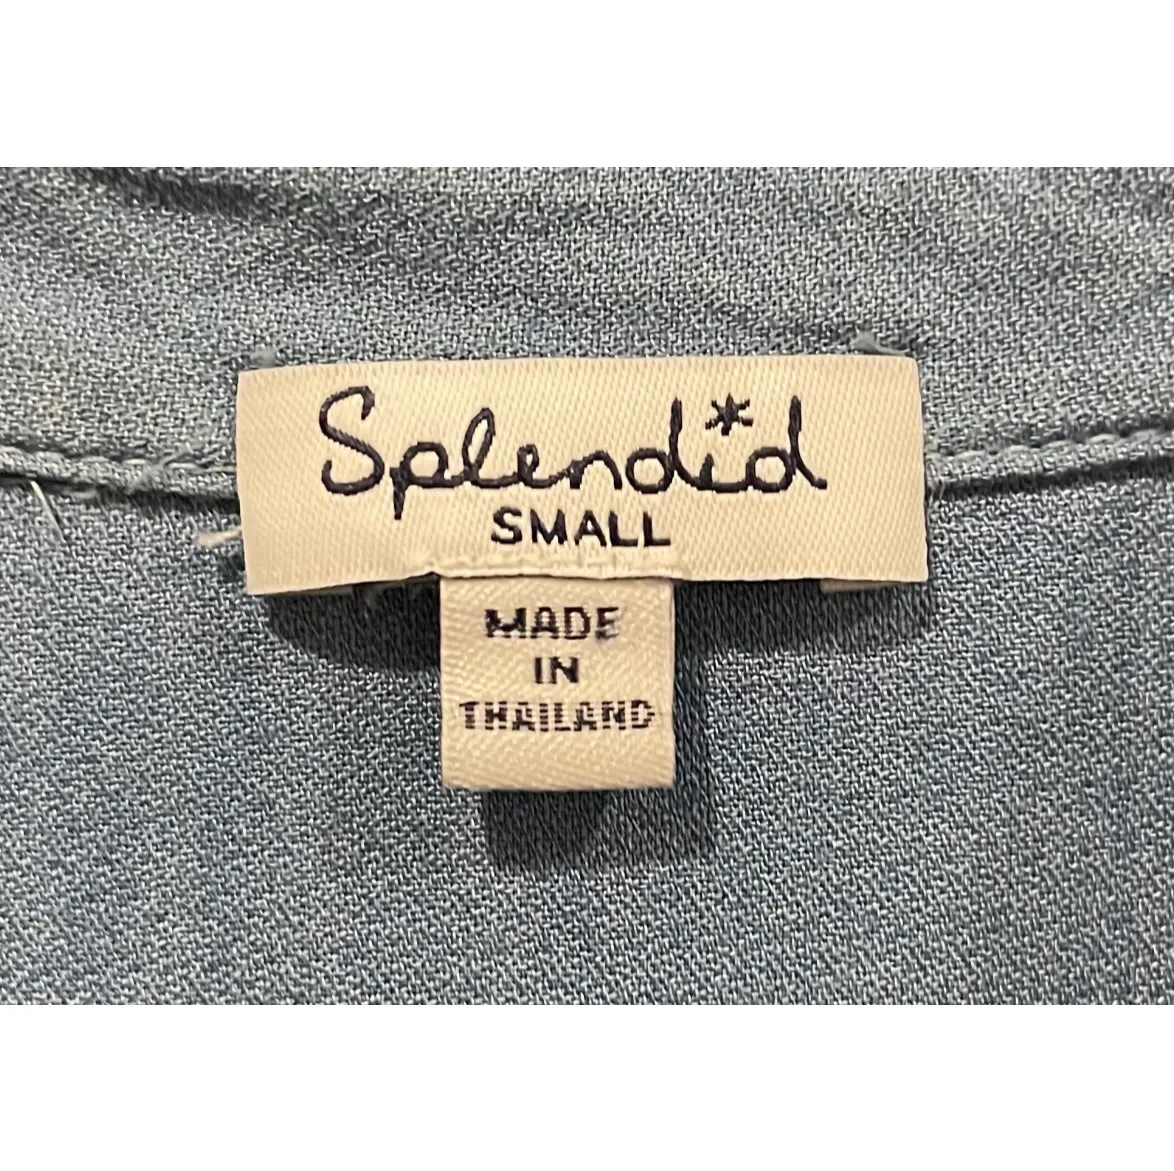 Splendid
SMALL
MADE
IN
THAILAND